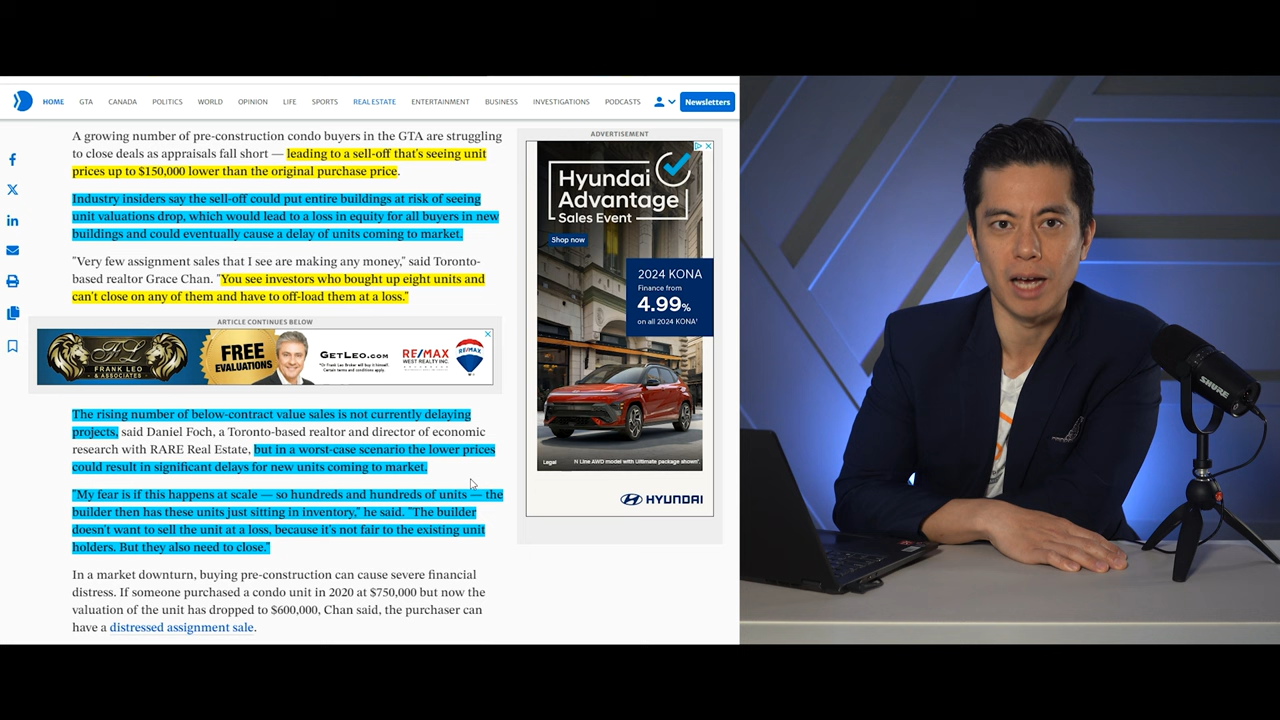 HOME GTA CANADA POLITICS WORLD OPINION LIFE SPORTS REAL ESTATE ENTERTAINMENT BUSINESS INVESTIGATIONS PODCASTS Newsletters
A growing number of pre-construction condo buyers in the GTA are struggling
to close deals as appraisals fall short — leading to a sell-off that's seeing unit
prices up to $150,000 lower than the original purchase price.
Industry insiders say the sell-off could put entire buildings at risk of seeing
unit valuations drop, which would lead to a loss in equity for all buyers in new
buildings and could eventually cause a delay of units coming to market.
"Very few assignment sales that I see are making any money," said Toronto-
based realtor Grace Chan. "You see investors who bought up eight units and
can't close on any of them and have to off-load them at a loss."
ARTICLE CONTINUES BELOW
FL
FRANK LEO
& ASSOCIATES
FREE
EVALUATIONS
GETLEO.COM
RE/MAX
WEST REALTY INC.
RE/MAX
The rising number of below-contract value sales is not currently delaying
projects, said Daniel Foch, a Toronto-based realtor and director of economic
research with RARE Real Estate, but in a worst-case scenario the lower prices
could result in significant delays for new units coming to market.
"My fear is if this happens at scale — so hundreds and hundreds of units — the
builder then has these units just sitting in inventory," he said. "The builder
doesn't want to sell the unit at a loss, because it's not fair to the existing unit
holders. But they also need to close."
In a market downturn, buying pre-construction can cause severe financial
distress. If someone purchased a condo unit in 2020 at $750,000 but now the
valuation of the unit has dropped to $600,000, Chan said, the purchaser can
have a distressed assignment sale.
ADVERTISEMENT
Hyundai
Advantage
Sales Event
Shop now
2024 KONA
Finance from
4.99%
on all 2024 KONA¹
Legal N Line AWD model with Ultimate package shown
HYUNDAI
SHURE